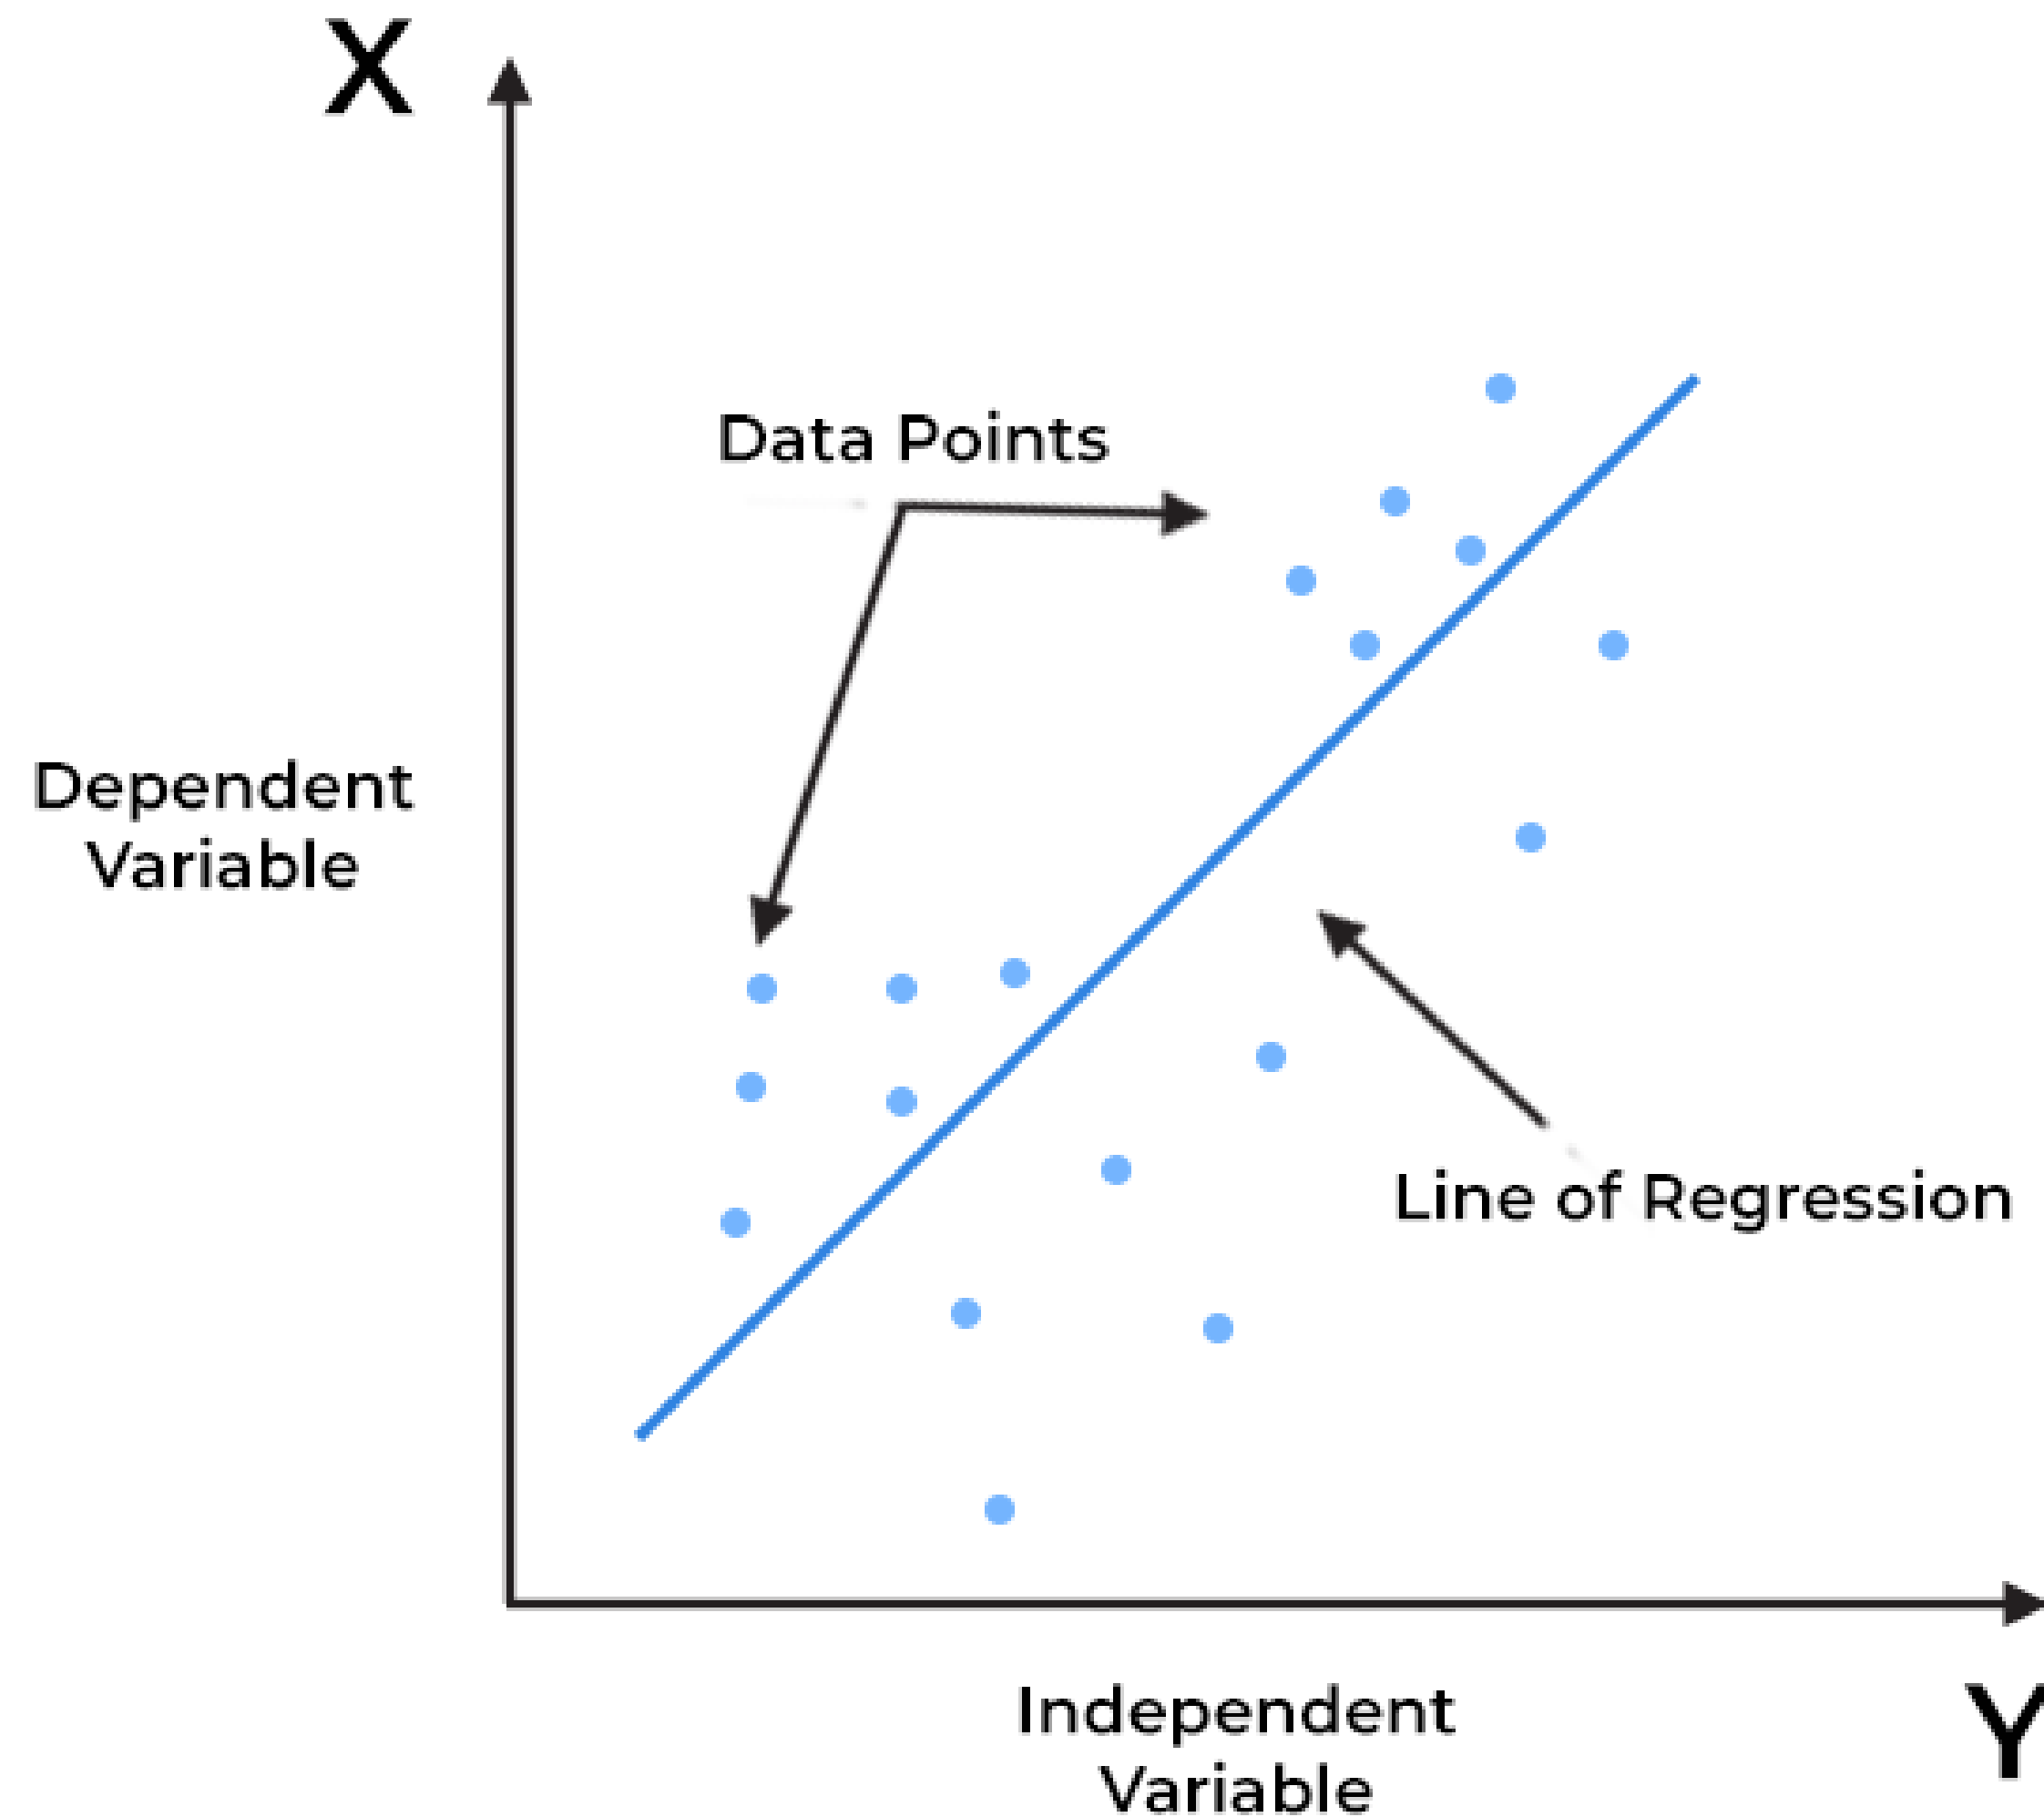 X
Data Points
Dependent
Variable
Line of Regression
Independent
Variable
Y